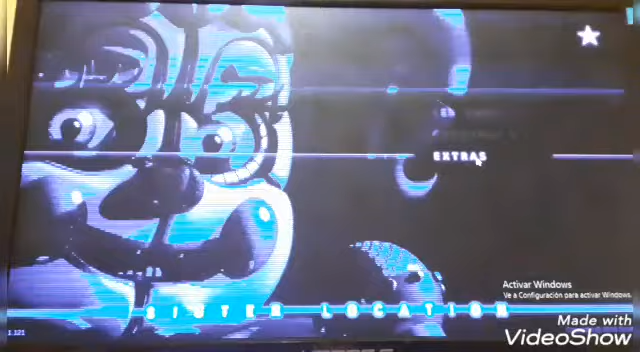 EXTRAS
SISTER LOCATION
Activar Windows
Ve a Configuración para activar Windows.
1.121
Made with
VideoShow